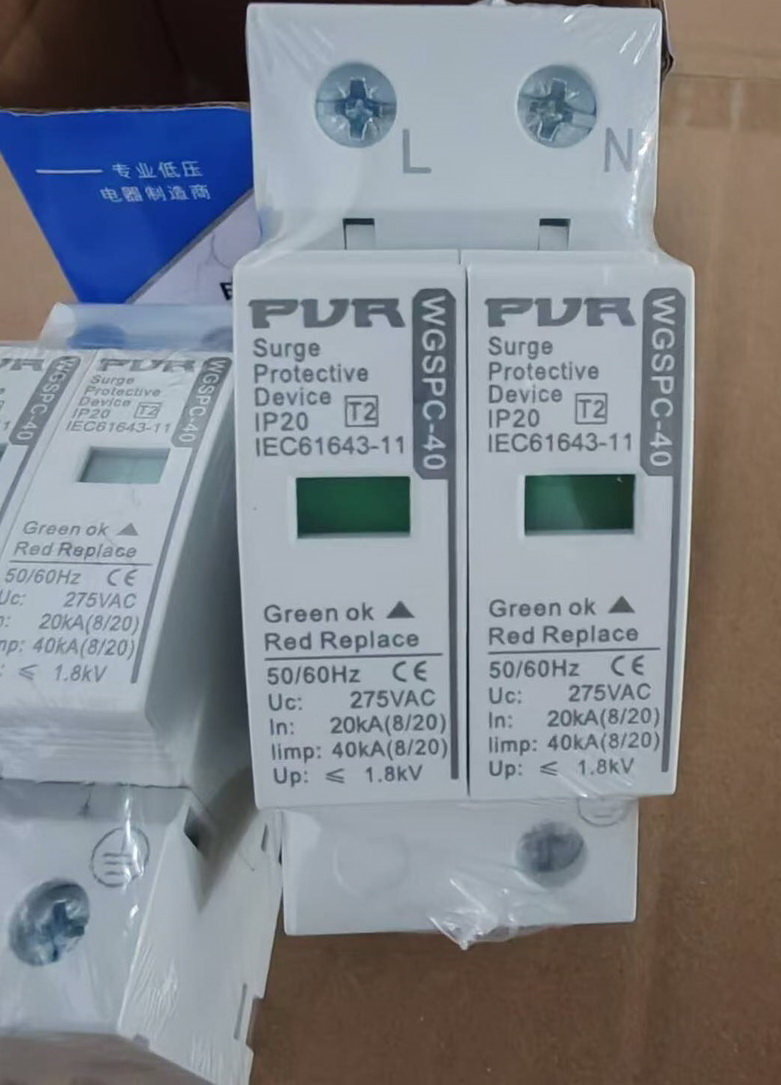 专业低压
电器制造商
L
N
PVR
WGSPC-40
Surge
Protective
Device
IP20 T2
IEC61643-11
Green ok
Red Replace
50/60Hz CE
Uc: 275VAC
In: 20kA(8/20)
limp: 40kA(8/20)
Up: ≤ 1.8kV
PVR
WGSPC-40
Surge
Protective
Device
IP20 T2
IEC61643-11
Green ok
Red Replace
50/60Hz CE
Uc: 275VAC
In: 20kA(8/20)
limp: 40kA(8/20)
Up: ≤ 1.8kV
WGSPC-40
PVR
WGSPC-40
Surge
Protective
Device
IP20 T2
IEC61643-11
Green ok
Red Replace
50/60Hz CE
Uc: 275VAC
20kA(8/20)
40kA(8/20)
≤ 1.8kV